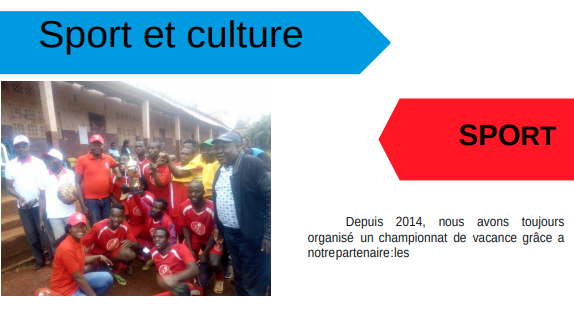 Sport et culture
SPORT
Depuis 2014, nous avons toujours
organisé un championnat de vacance grâce a
notrepartenaire:les